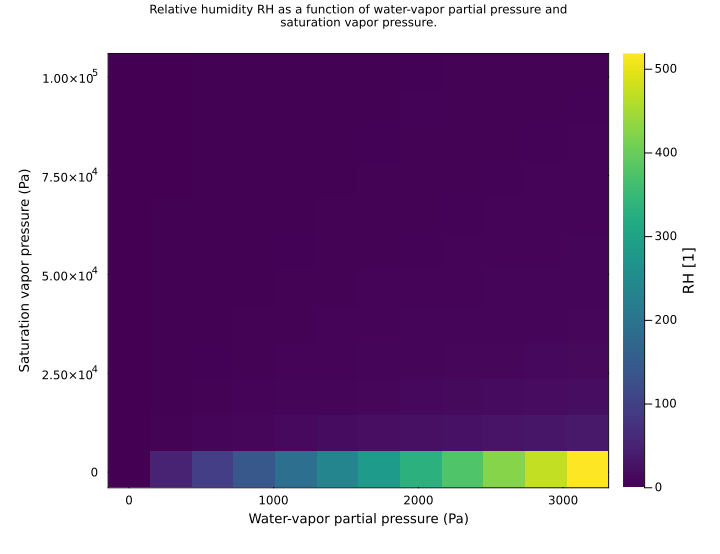 Relative humidity RH as a function of water-vapor partial pressure and
saturation vapor pressure.
1.00×10⁵
7.50×10⁴
5.00×10⁴
2.50×10⁴
0
Saturation vapor pressure (Pa)
0 1000 2000 3000
Water-vapor partial pressure (Pa)
500
400
300
200
100
0
RH [1]